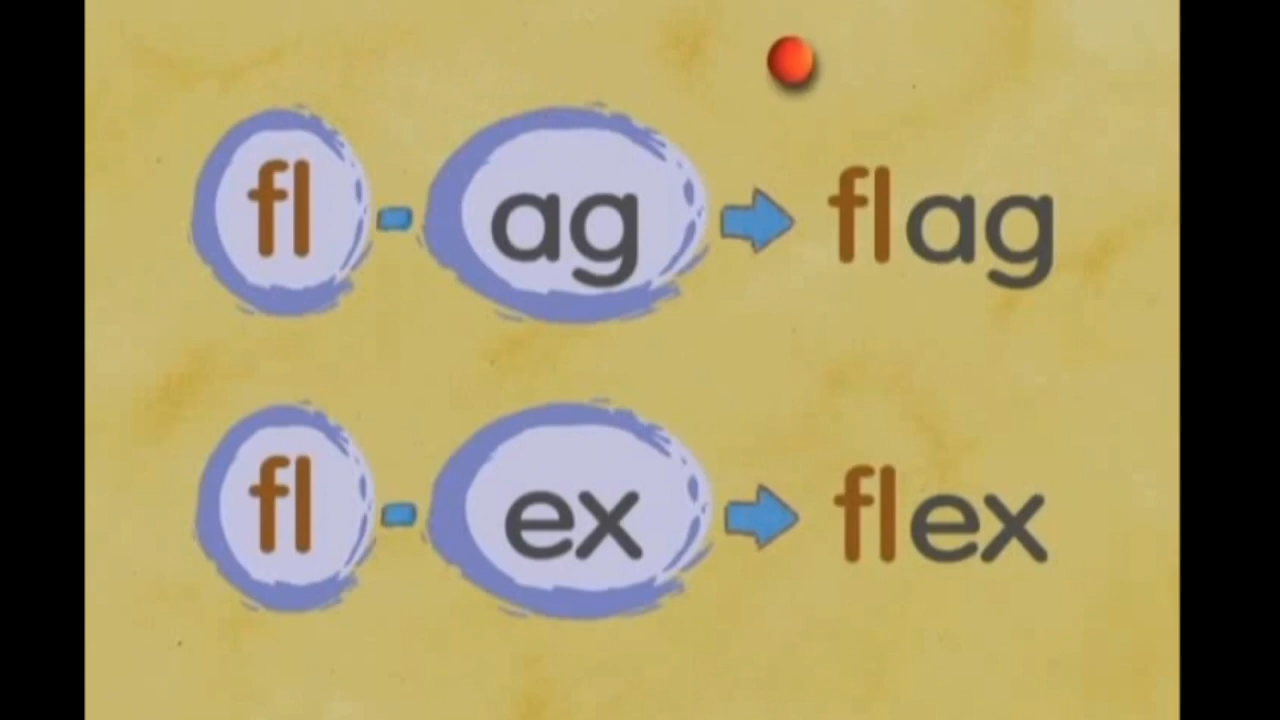 fl - ag → flag
fl - ex → flex